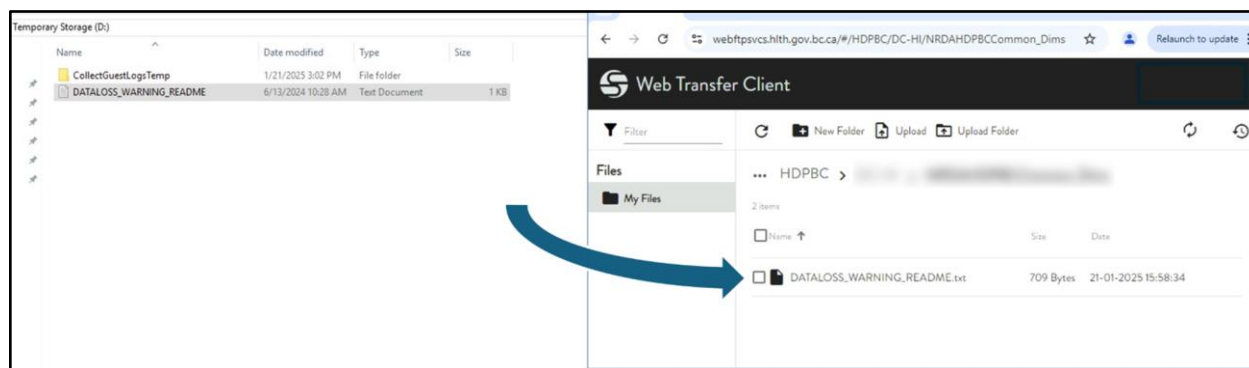 Temporary Storage (D:)
Name Date modified Type Size
CollectGuestLogsTemp 1/21/2025 3:02 PM File folder
DATALOSS_WARNING_README 6/13/2024 10:28 AM Text Document 1 KB
webftpsvcs.hlth.gov.bc.ca/#/HDPBC/DC-HI/NRDAHDPBCCommon_Dims Relaunch to update
Web Transfer Client
Filter New Folder Upload Upload Folder
Files
... HDPBC >
My Files
2 items
Name Size Date
DATALOSS_WARNING_README.txt 709 Bytes 21-01-2025 15:58:34